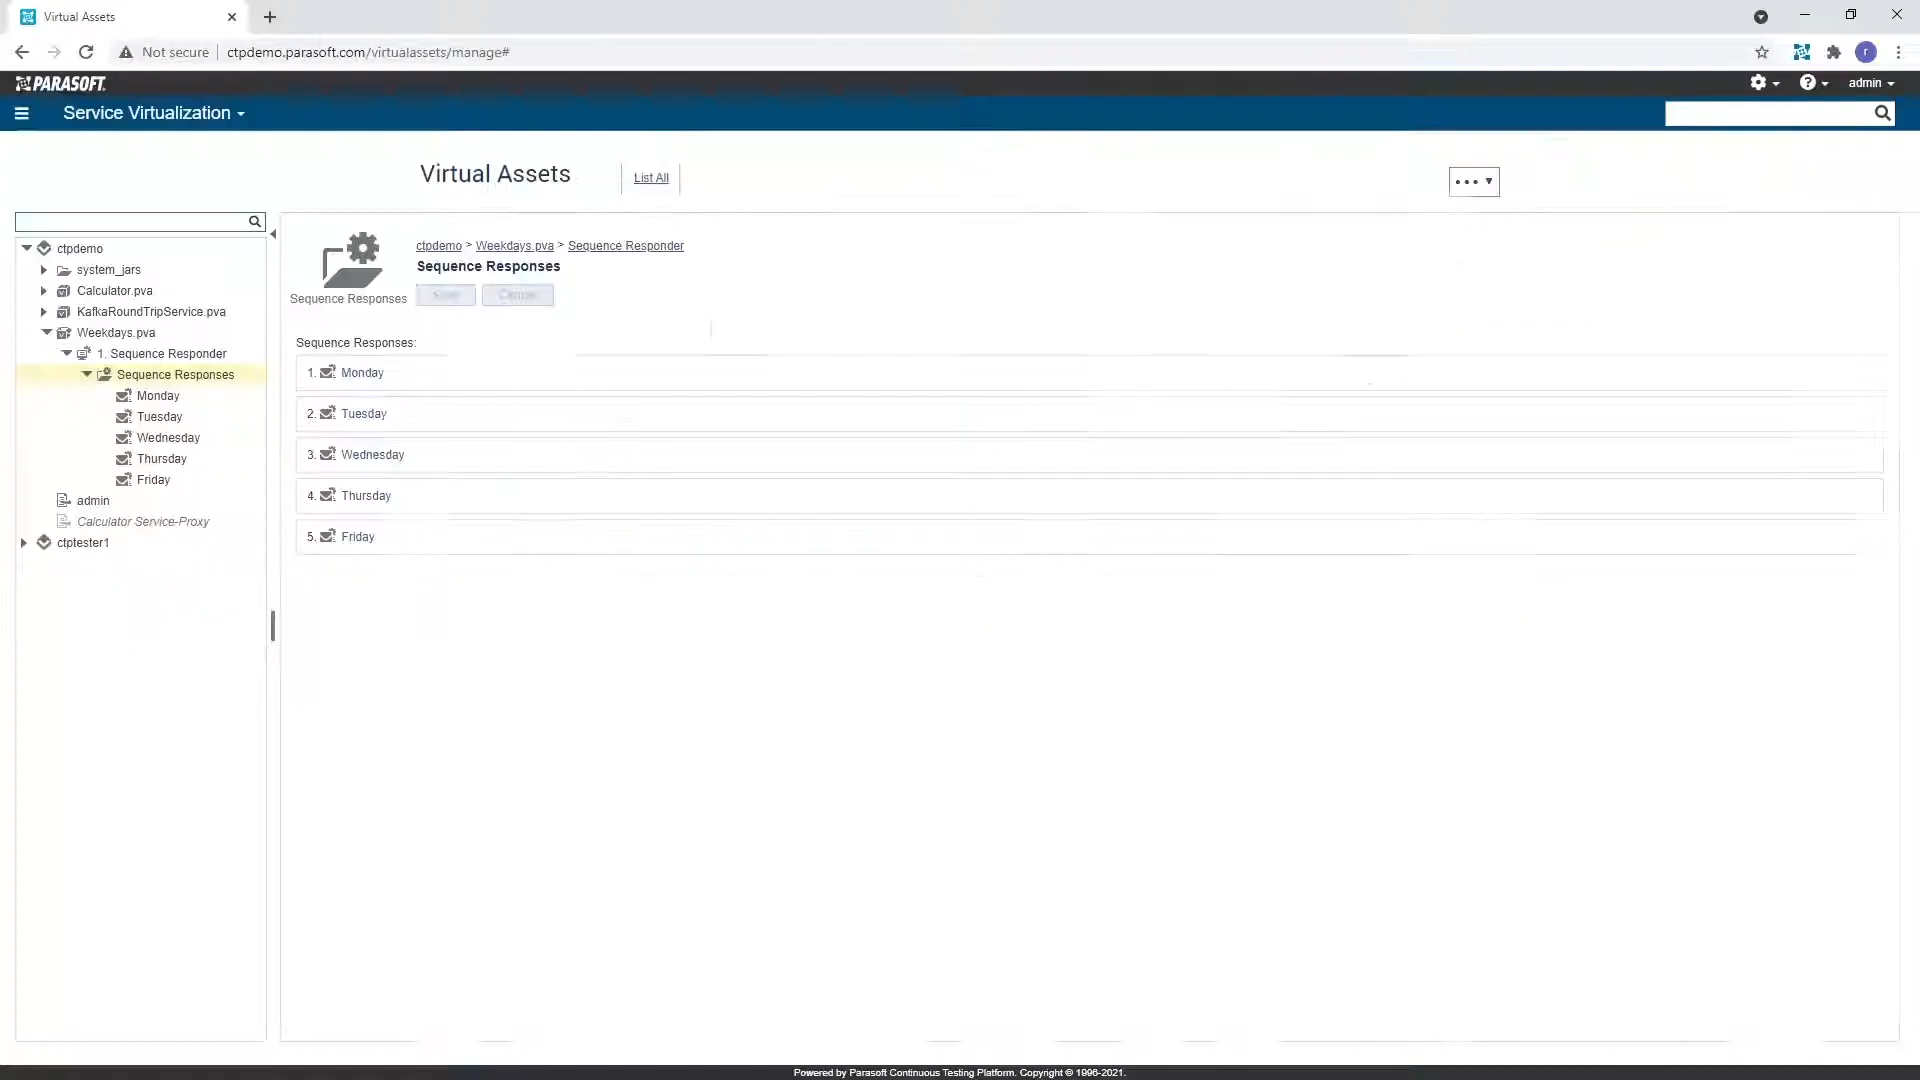 Virtual Assets
Not secure
ctpdemo.parasoft.com/virtualassets/manage#
r
PARASOFT
admin
Service Virtualization
Virtual Assets
List All
ctpdemo
system_jars
Calculator.pva
KafkaRoundTripService.pva
Weekdays.pva
1. Sequence Responder
Sequence Responses
Monday
Tuesday
Wednesday
Thursday
Friday
admin
Calculator Service-Proxy
ctptester1
ctpdemo > Weekdays.pva > Sequence Responder
Sequence Responses
Sequence Responses
Save Cancel
Sequence Responses:
1. Monday
2. Tuesday
3. Wednesday
4. Thursday
5. Friday
Powered by Parasoft Continuous Testing Platform. Copyright © 1996-2021.